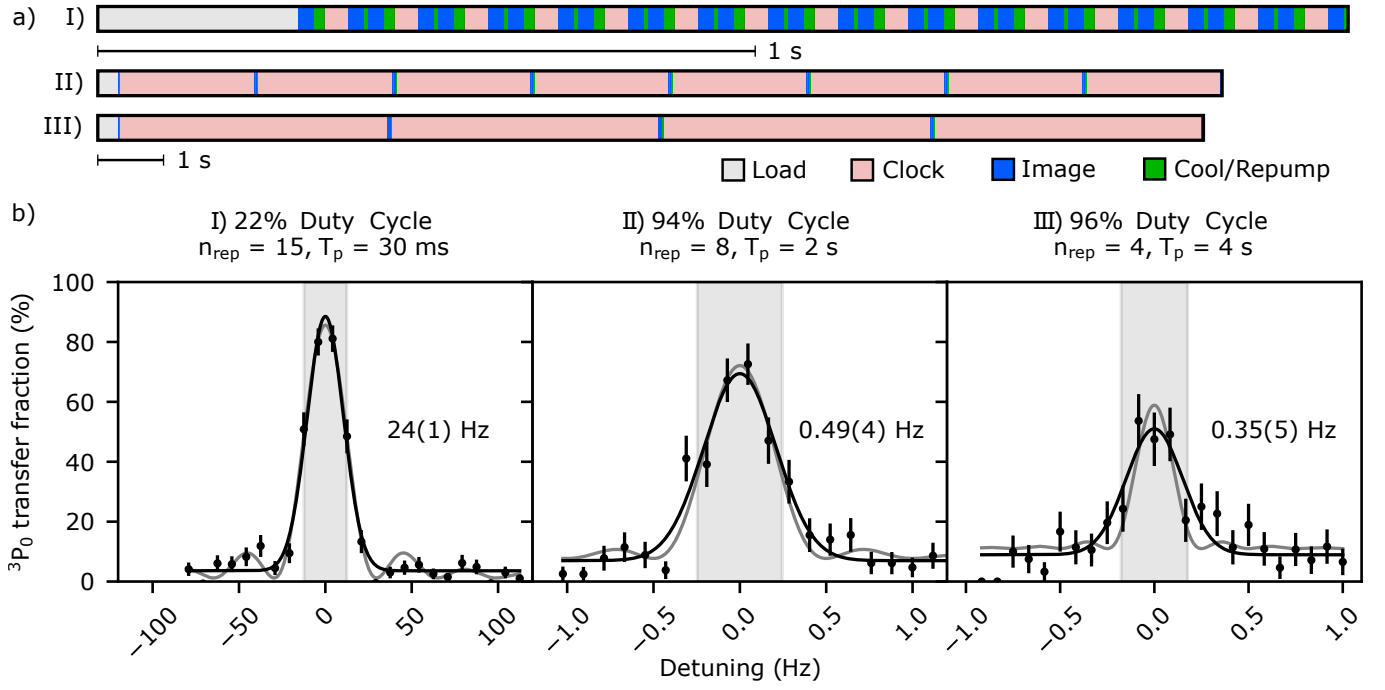 a) I)
1 s
II)
III)
1 s
Load Clock Image Cool/Repump
b)
I) 22% Duty Cycle
n_rep = 15, T_p = 30 ms
II) 94% Duty Cycle
n_rep = 8, T_p = 2 s
III) 96% Duty Cycle
n_rep = 4, T_p = 4 s
³P₀ transfer fraction (%)
100
80
60
40
20
0
24(1) Hz
0.49(4) Hz
0.35(5) Hz
−100 −50 0 50 100
−1.0 −0.5 0.0 0.5
−1.0 −0.5 0.0 0.5 1.0
Detuning (Hz)